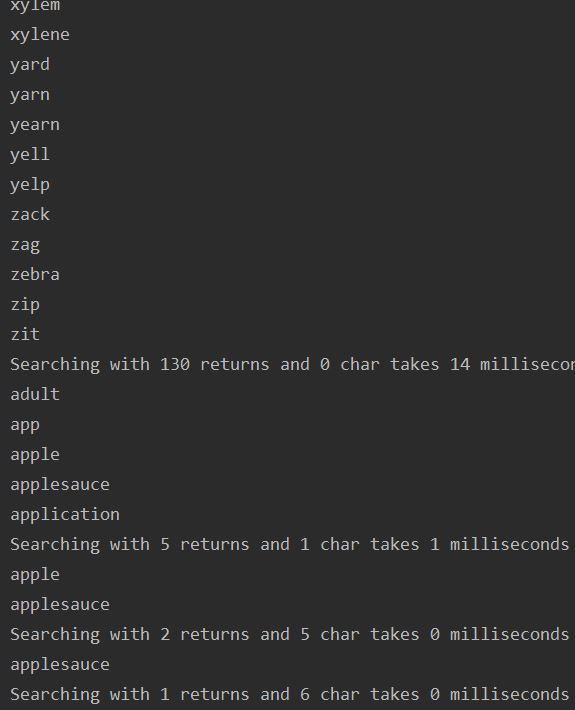 xylem
xylene
yard
yarn
yearn
yell
yelp
zack
zag
zebra
zip
zit
Searching with 130 returns and 0 char takes 14 millisecon
adult
app
apple
applesauce
application
Searching with 5 returns and 1 char takes 1 milliseconds
apple
applesauce
Searching with 2 returns and 5 char takes 0 milliseconds
applesauce
Searching with 1 returns and 6 char takes 0 milliseconds